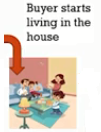 Buyer starts
living in the
house